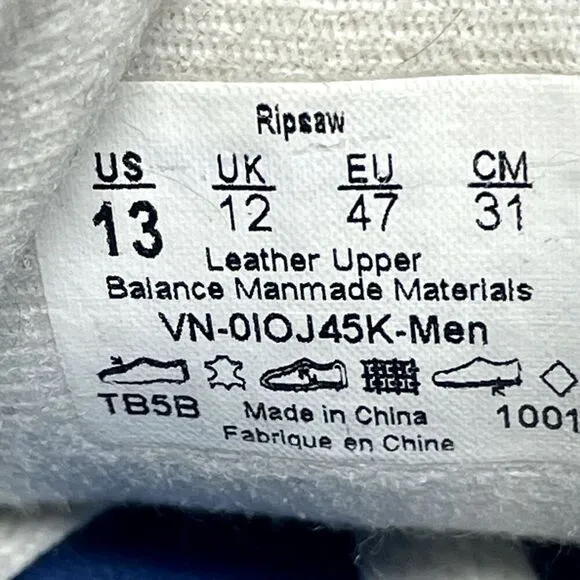 Ripsaw
US UK EU CM
13 12 47 31
Leather Upper
Balance Manmade Materials
VN-0IOJ45K-Men
TB5B Made in China 1001
Fabrique en Chine